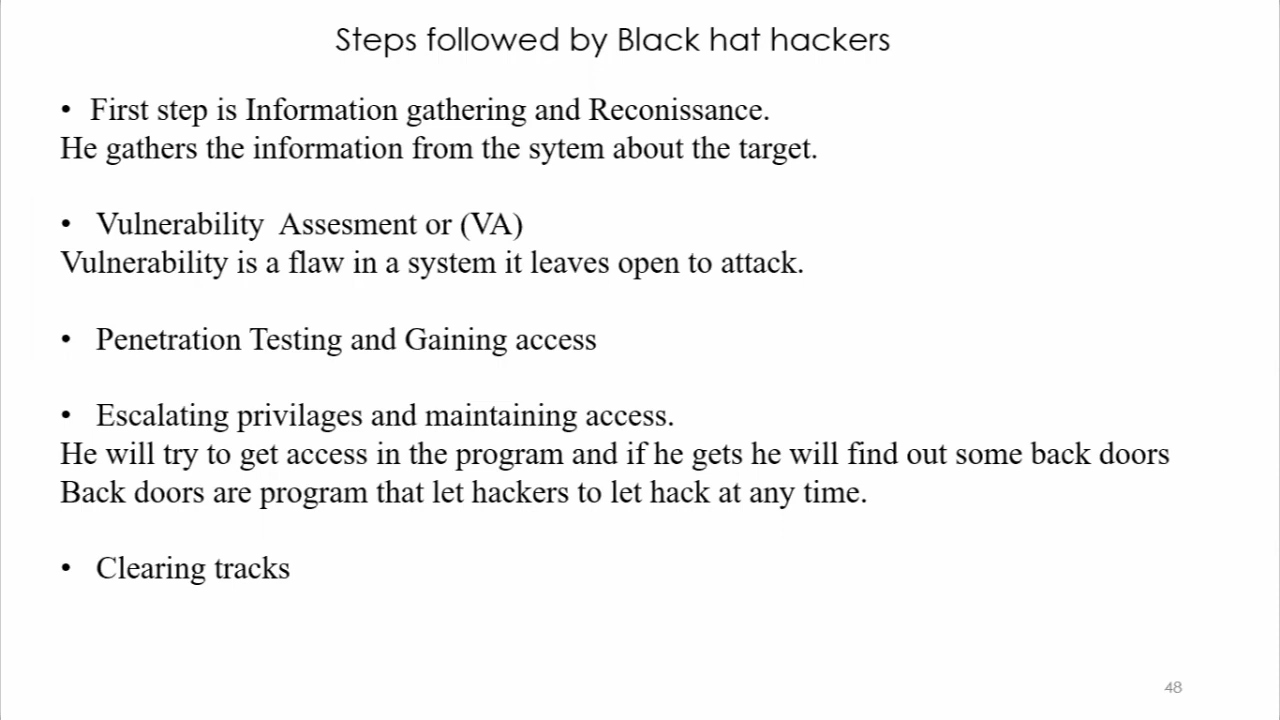 Steps followed by Black hat hackers
• First step is Information gathering and Reconissance.
He gathers the information from the sytem about the target.
• Vulnerability Assesment or (VA)
Vulnerability is a flaw in a system it leaves open to attack.
• Penetration Testing and Gaining access
• Escalating privilages and maintaining access.
He will try to get access in the program and if he gets he will find out some back doors
Back doors are program that let hackers to let hack at any time.
• Clearing tracks
48